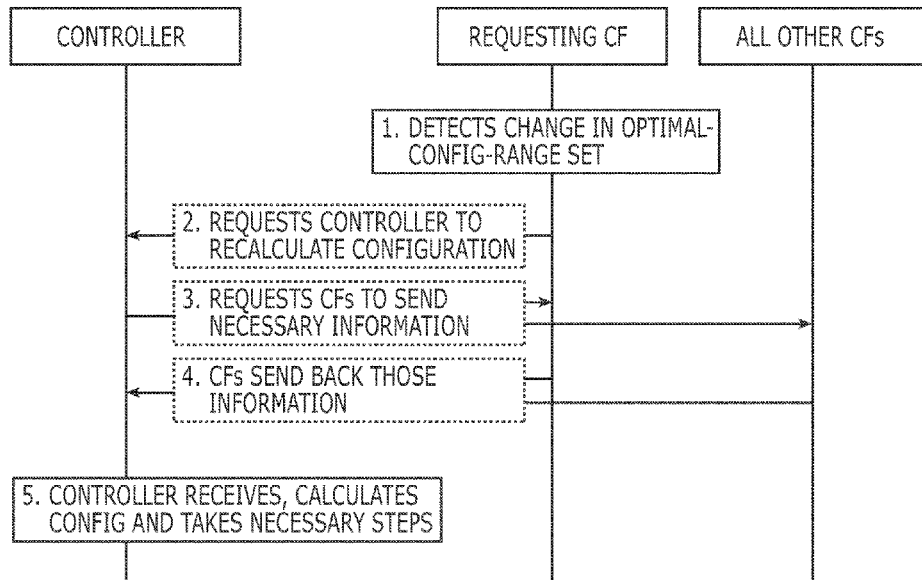 CONTROLLER
REQUESTING CF
ALL OTHER CFs
1. DETECTS CHANGE IN OPTIMAL-
CONFIG-RANGE SET
2. REQUESTS CONTROLLER TO
RECALCULATE CONFIGURATION
3. REQUESTS CFs TO SEND
NECESSARY INFORMATION
4. CFs SEND BACK THOSE
INFORMATION
5. CONTROLLER RECEIVES, CALCULATES
CONFIG AND TAKES NECESSARY STEPS